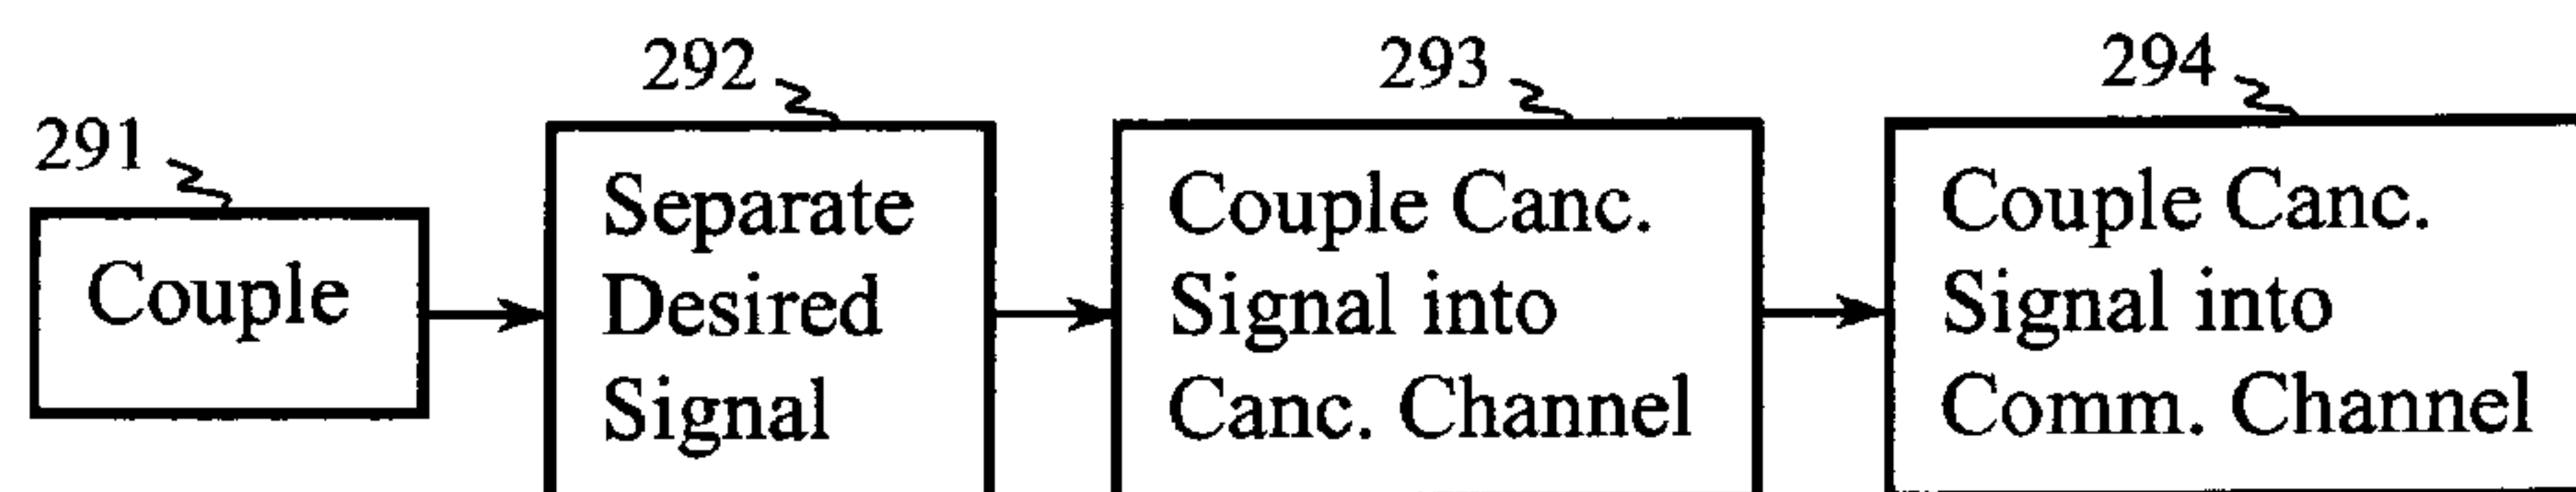 291
Couple
292
Separate
Desired
Signal
293
Couple Canc.
Signal into
Canc. Channel
294
Couple Canc.
Signal into
Comm. Channel